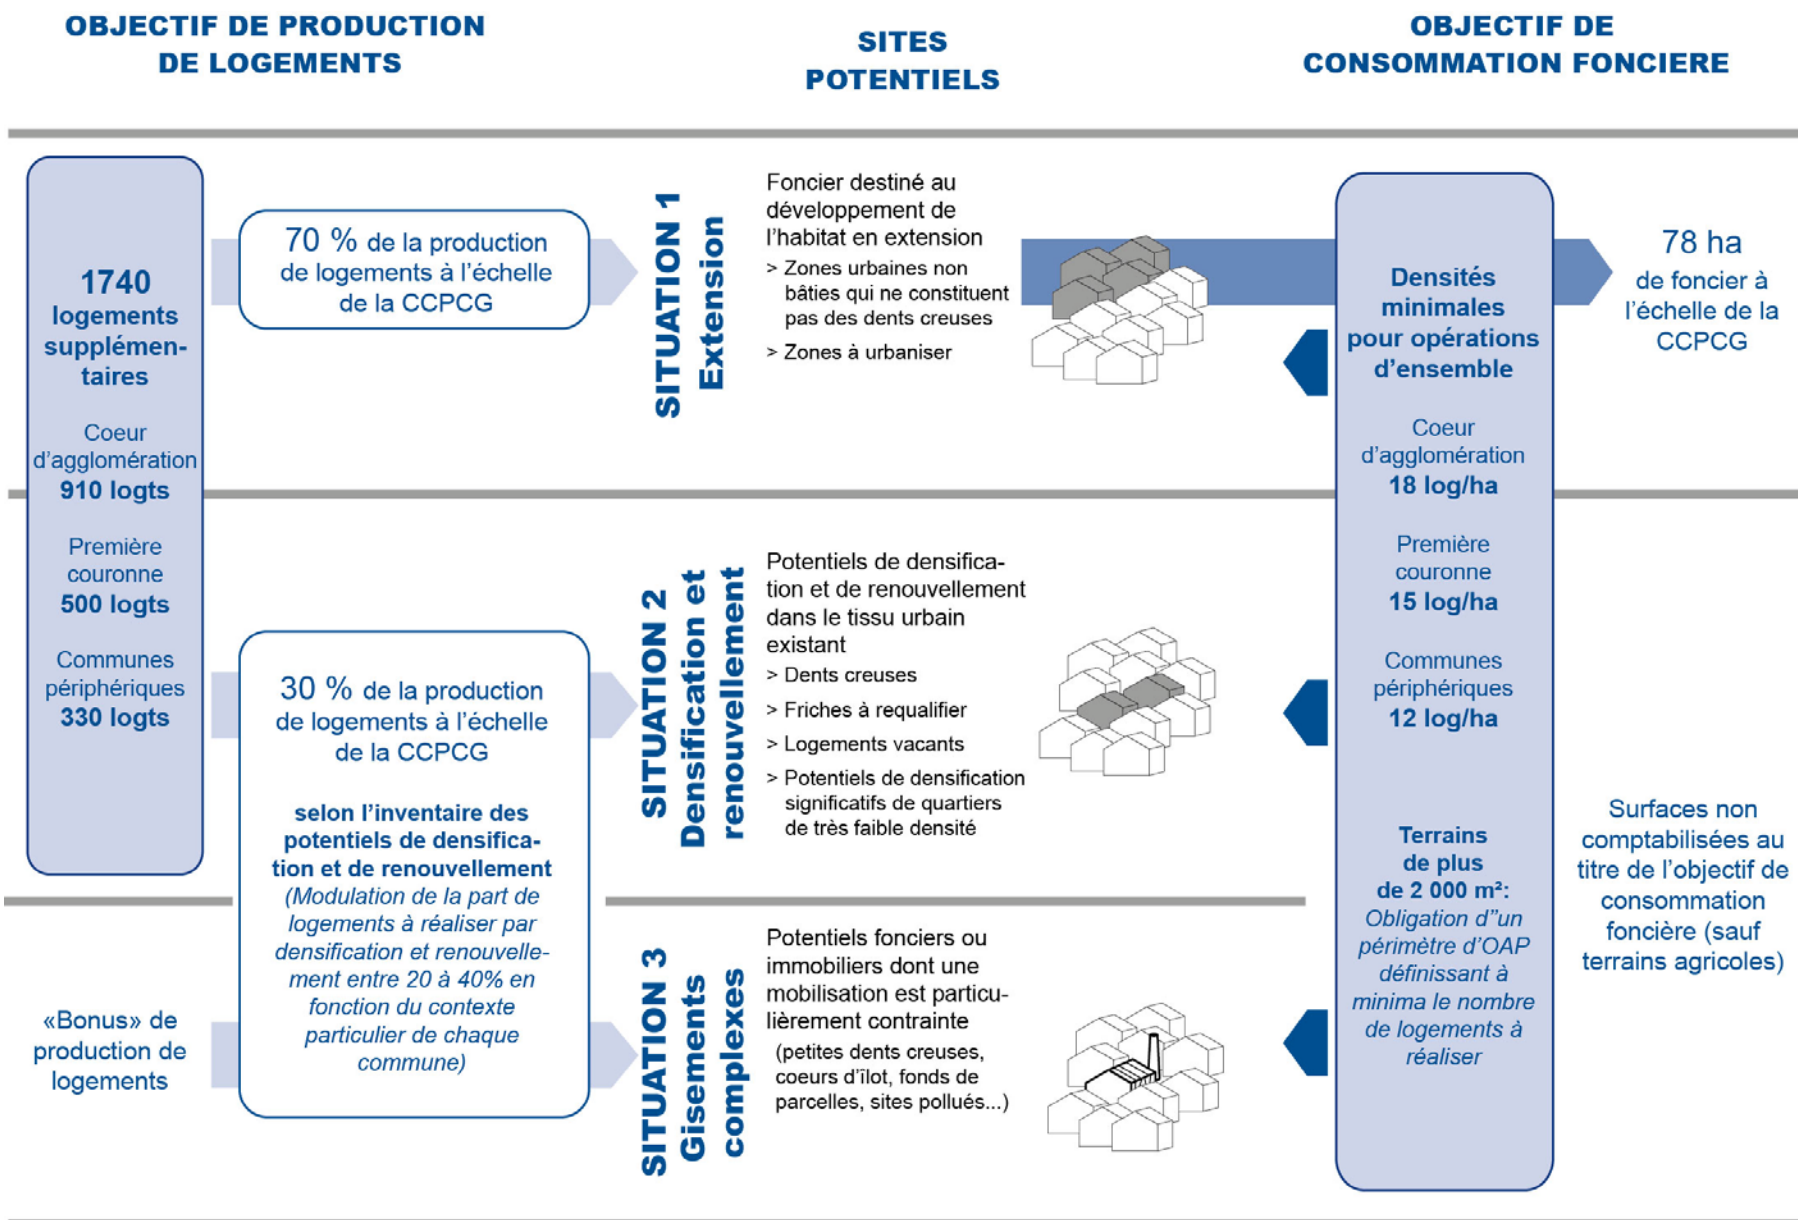 OBJECTIF DE PRODUCTION
DE LOGEMENTS
SITES
POTENTIELS
OBJECTIF DE
CONSOMMATION FONCIERE
1740
logements
supplémen-
taires
Coeur
d'agglomération
910 logts
Première
couronne
500 logts
Communes
périphériques
330 logts
«Bonus» de
production de
logements
70 % de la production
de logements à l'échelle
de la CCPCG
30 % de la production
de logements à l'échelle
de la CCPCG
selon l'inventaire des
potentiels de densifica-
tion et de renouvellement
(Modulation de la part de
logements à réaliser par
densification et renouvelle-
ment entre 20 à 40% en
fonction du contexte
particulier de chaque
commune)
SITUATION 1
Extension
Foncier destiné au
développement de
l'habitat en extension
> Zones urbaines non
bâties qui ne constituent
pas des dents creuses
> Zones à urbaniser
SITUATION 2
Densification et
renouvellement
Potentiels de densifica-
tion et de renouvellement
dans le tissu urbain
existant
> Dents creuses
> Friches à requalifier
> Logements vacants
> Potentiels de densification
significatifs de quartiers
de très faible densité
SITUATION 3
Gisements
complexes
Potentiels fonciers ou
immobiliers dont une
mobilisation est particu-
lièrement contrainte
(petites dents creuses,
coeurs d'îlot, fonds de
parcelles, sites pollués...)
Densités
minimales
pour opérations
d'ensemble
Coeur
d'agglomération
18 log/ha
Première
couronne
15 log/ha
Communes
périphériques
12 log/ha
Terrains
de plus
de 2 000 m²:
Obligation d"un
périmètre d'OAP
définissant à
minima le nombre
de logements à
réaliser
78 ha
de foncier à
l'échelle de la
CCPCG
Surfaces non
comptabilisées au
titre de l'objectif de
consommation
foncière (sauf
terrains agricoles)